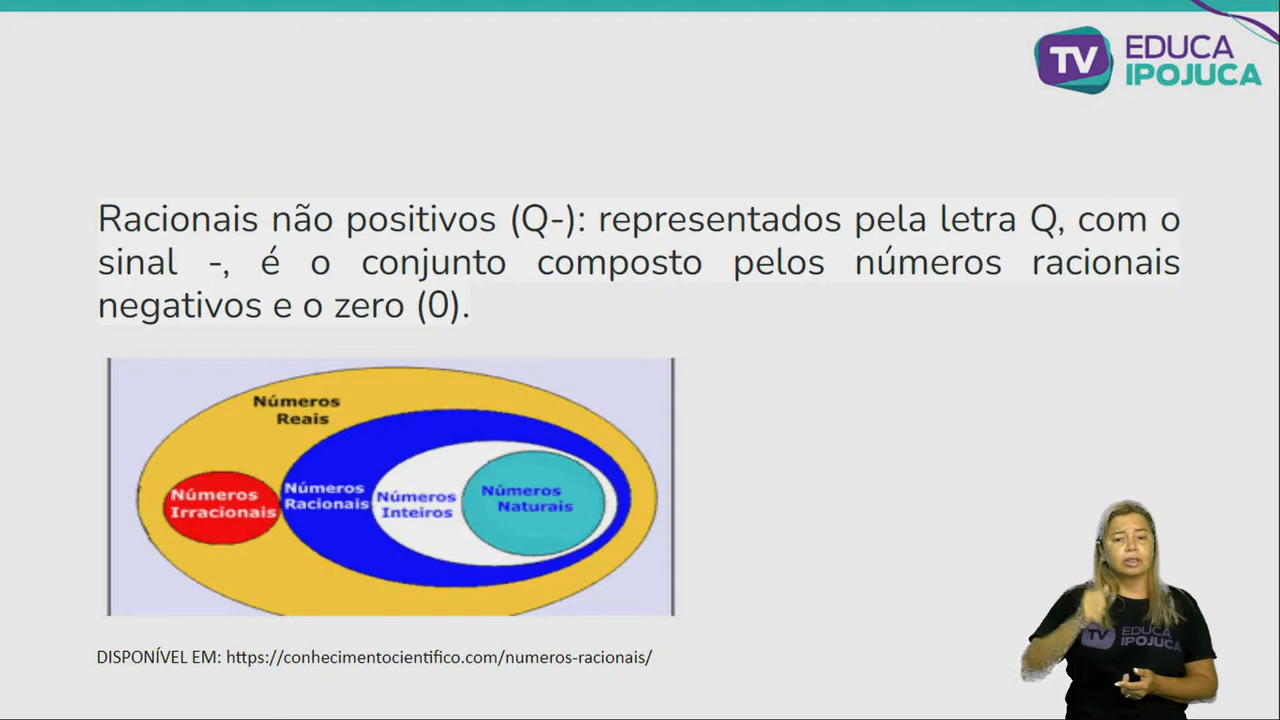 TV EDUCA
IPOJUCA
Racionais não positivos (Q-): representados pela letra Q, com o
sinal -, é o conjunto composto pelos números racionais
negativos e o zero (0).
Números
Reais
Números
Irracionais
Números
Racionais
Números
Inteiros
Números
Naturais
DISPONÍVEL EM: https://conhecimentocientifico.com/numeros-racionais/
TV EDUCA
IPOJUCA